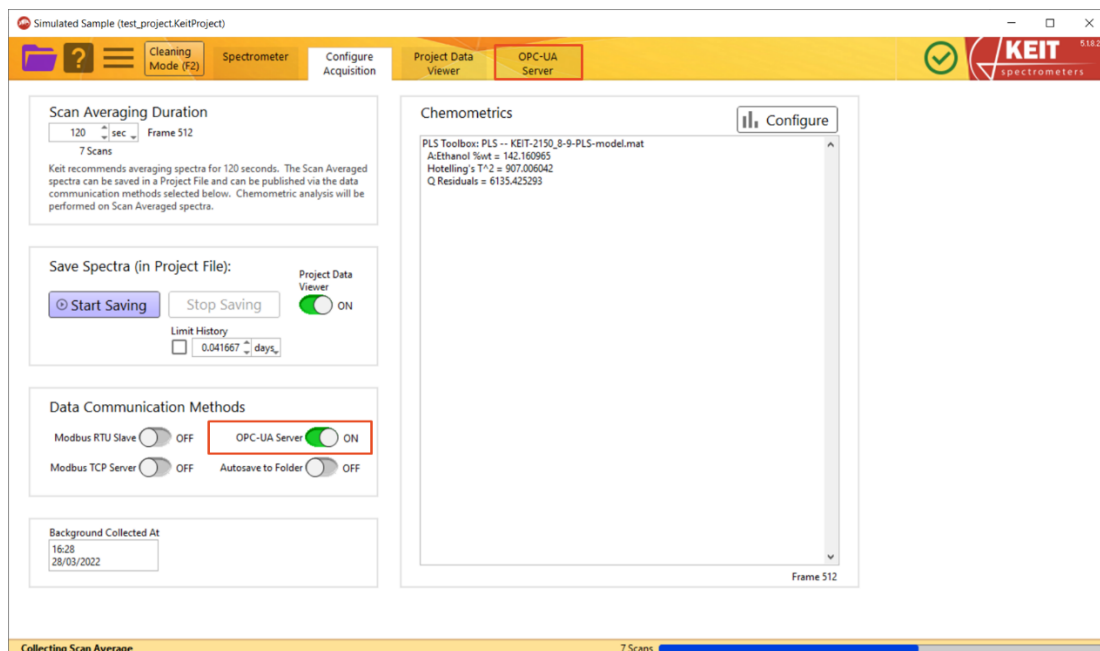 Simulated Sample (test_project.KeitProject)
Cleaning
Mode (F2)
Spectrometer
Configure
Acquisition
Project Data
Viewer
OPC-UA
Server
KEIT
spectrometers
5.1.8.2
Scan Averaging Duration
120 sec Frame 512
7 Scans
Keit recommends averaging spectra for 120 seconds. The Scan Averaged
spectra can be saved in a Project File and can be published via the data
communication methods selected below. Chemometric analysis will be
performed on Scan Averaged spectra.
Save Spectra (in Project File):
Project Data
Viewer
Start Saving
Stop Saving
ON
Limit History
0.041667 days
Data Communication Methods
Modbus RTU Slave OFF
OPC-UA Server ON
Modbus TCP Server OFF
Autosave to Folder OFF
Background Collected At
16:28
28/03/2022
Chemometrics
Configure
PLS Toolbox: PLS -- KEIT-2150_8-9-PLS-model.mat
A:Ethanol %wt = 142.160965
Hotelling's T^2 = 907.006042
Q Residuals = 6135.425293
Frame 512
Collecting Scan Average
7 Scans